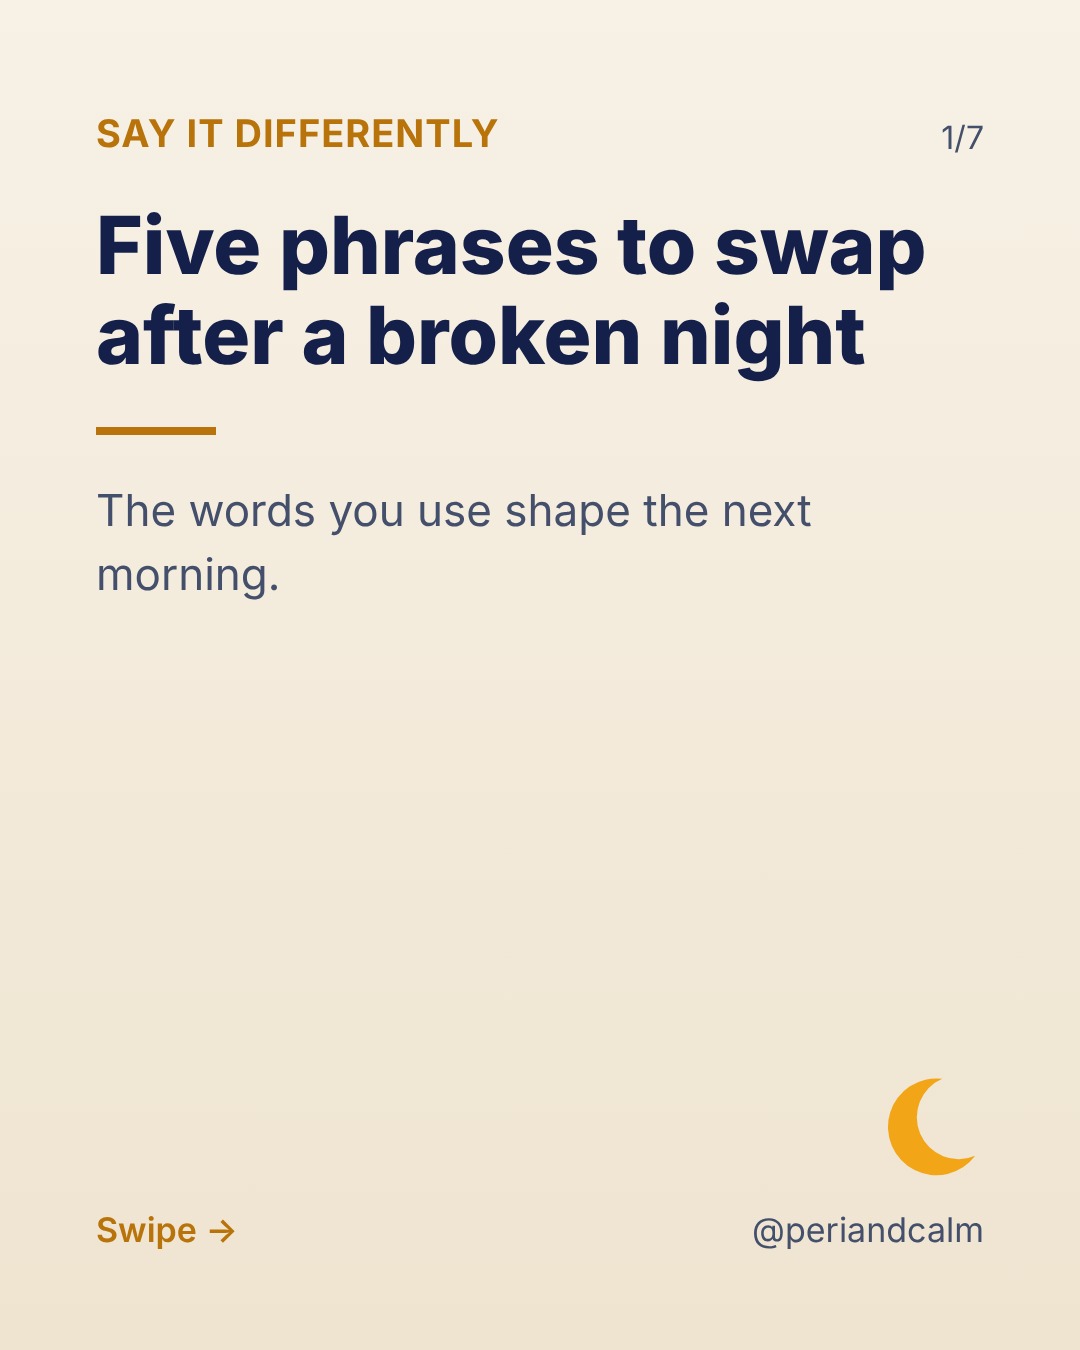 SAY IT DIFFERENTLY
1/7
Five phrases to swap
after a broken night
The words you use shape the next
morning.
Swipe →
@periandcalm